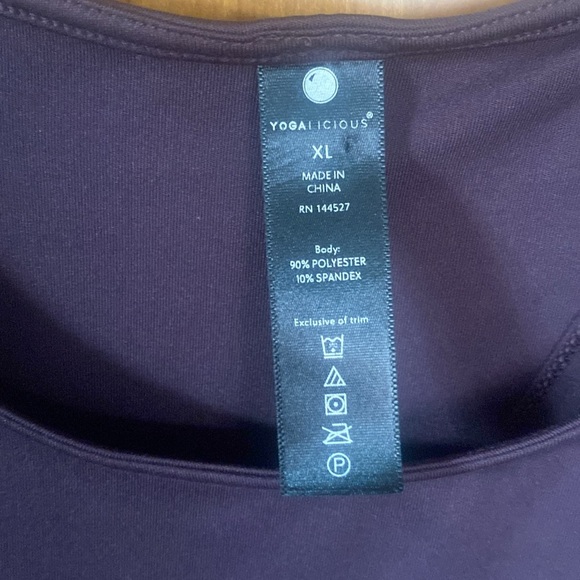 YOGALICIOUS®
XL
MADE IN
CHINA
RN 144527
Body:
90% POLYESTER
10% SPANDEX
Exclusive of trim
P